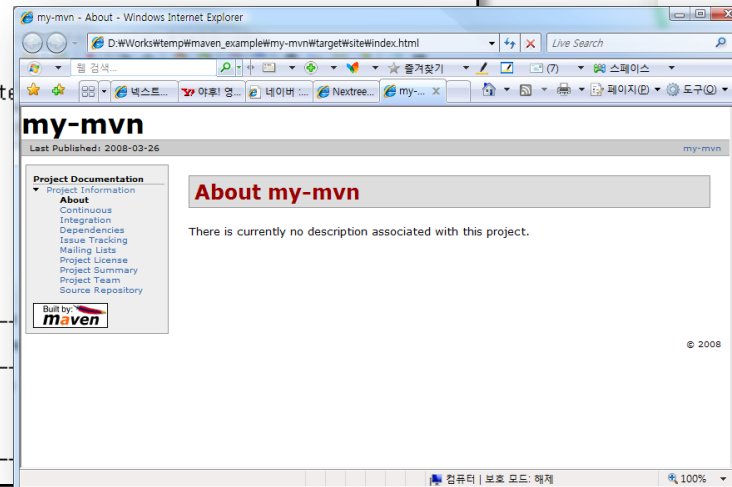 my-mvn - About - Windows Internet Explorer
D:₩Works₩temp₩maven_example₩my-mvn₩target₩site₩index.html
Live Search
웹 검색...
(7)
스페이스
즐겨찾기
넥스트...
야후! 영...
네이버 :...
Nextree...
my-...
페이지(P)
도구(O)
my-mvn
Last Published: 2008-03-26
my-mvn
Project Documentation
Project Information
About
Continuous
Integration
Dependencies
Issue Tracking
Mailing Lists
Project License
Project Summary
Project Team
Source Repository
Built by:
maven
About my-mvn
There is currently no description associated with this project.
© 2008
컴퓨터 | 보호 모드: 해제
100%